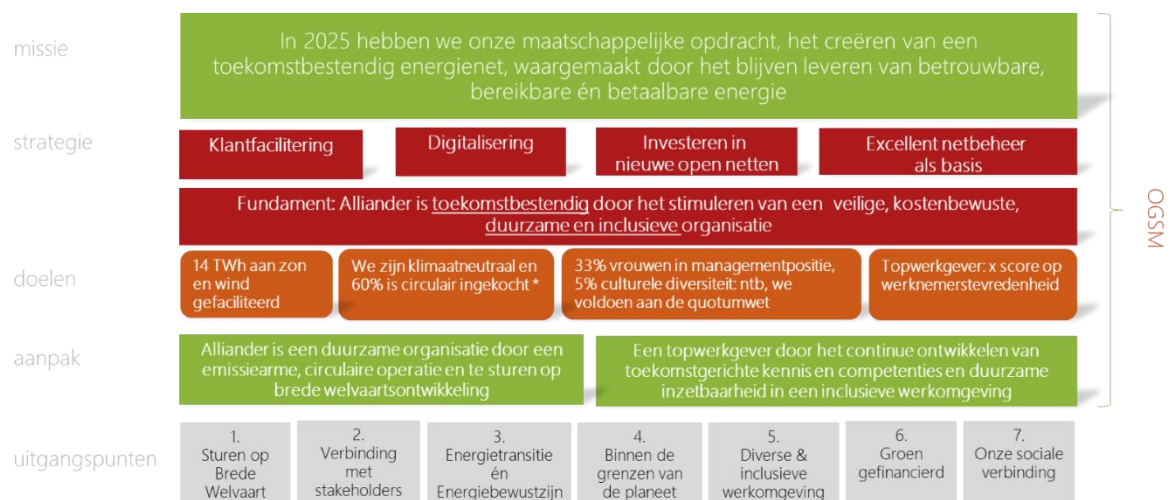 missie
In 2025 hebben we onze maatschappelijke opdracht, het creëren van een
toekomstbestendig energienet, waargemaakt door het blijven leveren van betrouwbare,
bereikbare én betaalbare energie
strategie
Klantfacilitering
Digitalisering
Investeren in
nieuwe open netten
Excellent netbeheer
als basis
Fundament: Alliander is toekomstbestendig door het stimuleren van een veilige, kostenbewuste,
duurzame en inclusieve organisatie
OGSM
doelen
14 TWh aan zon
en wind
gefaciliteerd
We zijn klimaatneutraal en
60% is circulair ingekocht *
33% vrouwen in managementpositie,
5% culturele diversiteit: ntb, we
voldoen aan de quotumwet
Topwerkgever: x score op
werknemerstevredenheid
aanpak
Alliander is een duurzame organisatie door een
emissiearme, circulaire operatie en te sturen op
brede welvaartsontwikkeling
Een topwerkgever door het continue ontwikkelen van
toekomstgerichte kennis en competenties en duurzame
inzetbaarheid in een inclusieve werkomgeving
uitgangspunten
1.
Sturen op
Brede
Welvaart
2.
Verbinding
met
stakeholders
3.
Energietransitie
én
Energiebewustzijn
4.
Binnen de
grenzen van
de planeet
5.
Diverse &
inclusieve
werkomgeving
6.
Groen
gefinancierd
7.
Onze sociale
verbinding